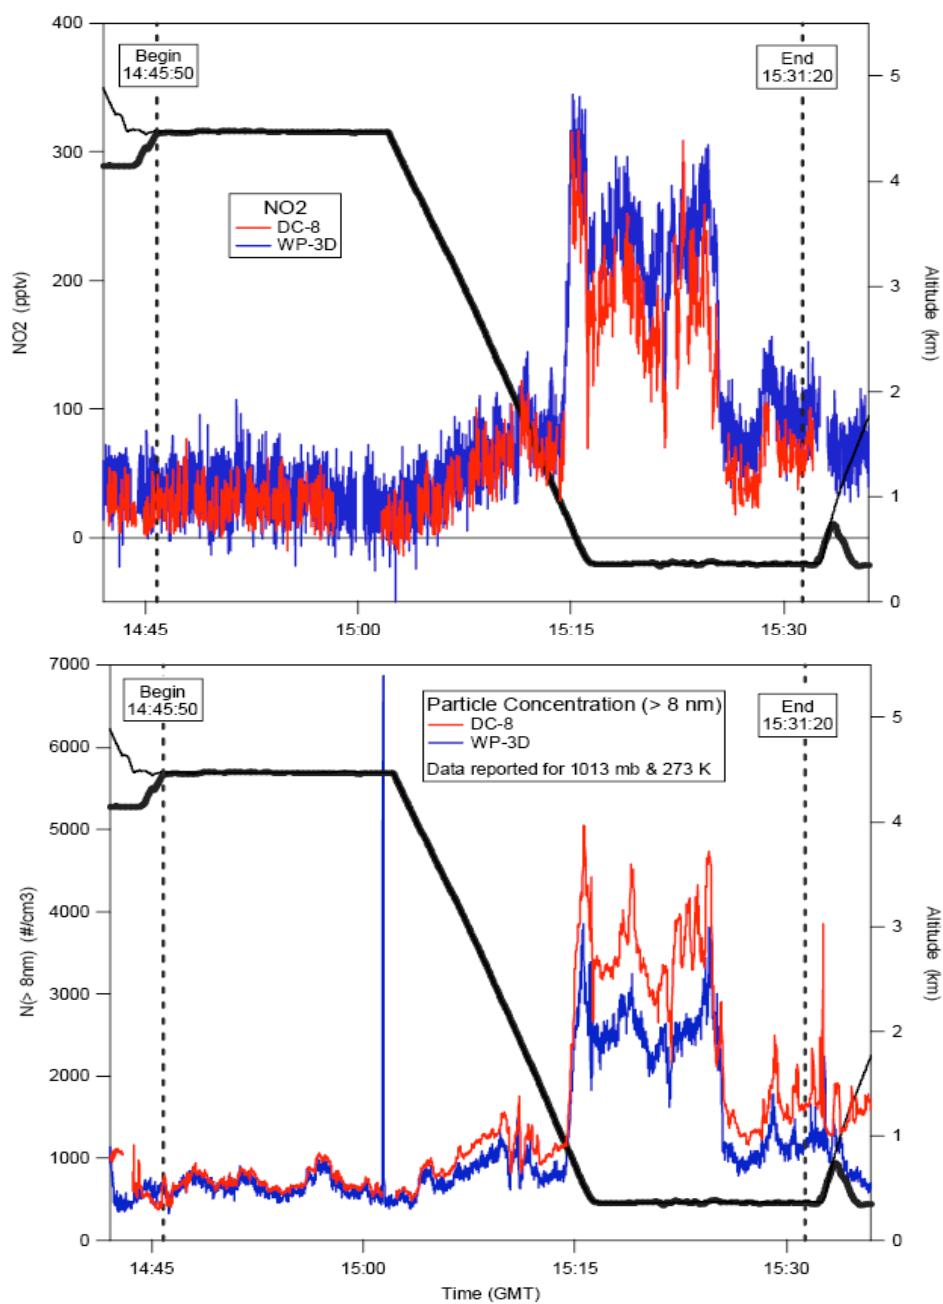 400
300
200
100
0
NO2 (pptv)
Begin
14:45:50
End
15:31:20
NO2
DC-8
WP-3D
5
4
3
2
1
0
Altitude (km)
14:45
15:00
15:15
15:30
7000
6000
5000
4000
3000
2000
1000
0
N(> 8nm) (#/cm3)
Begin
14:45:50
Particle Concentration (> 8 nm)
DC-8
WP-3D
Data reported for 1013 mb & 273 K
End
15:31:20
5
4
3
2
1
0
Altitude (km)
14:45
15:00
15:15
15:30
Time (GMT)